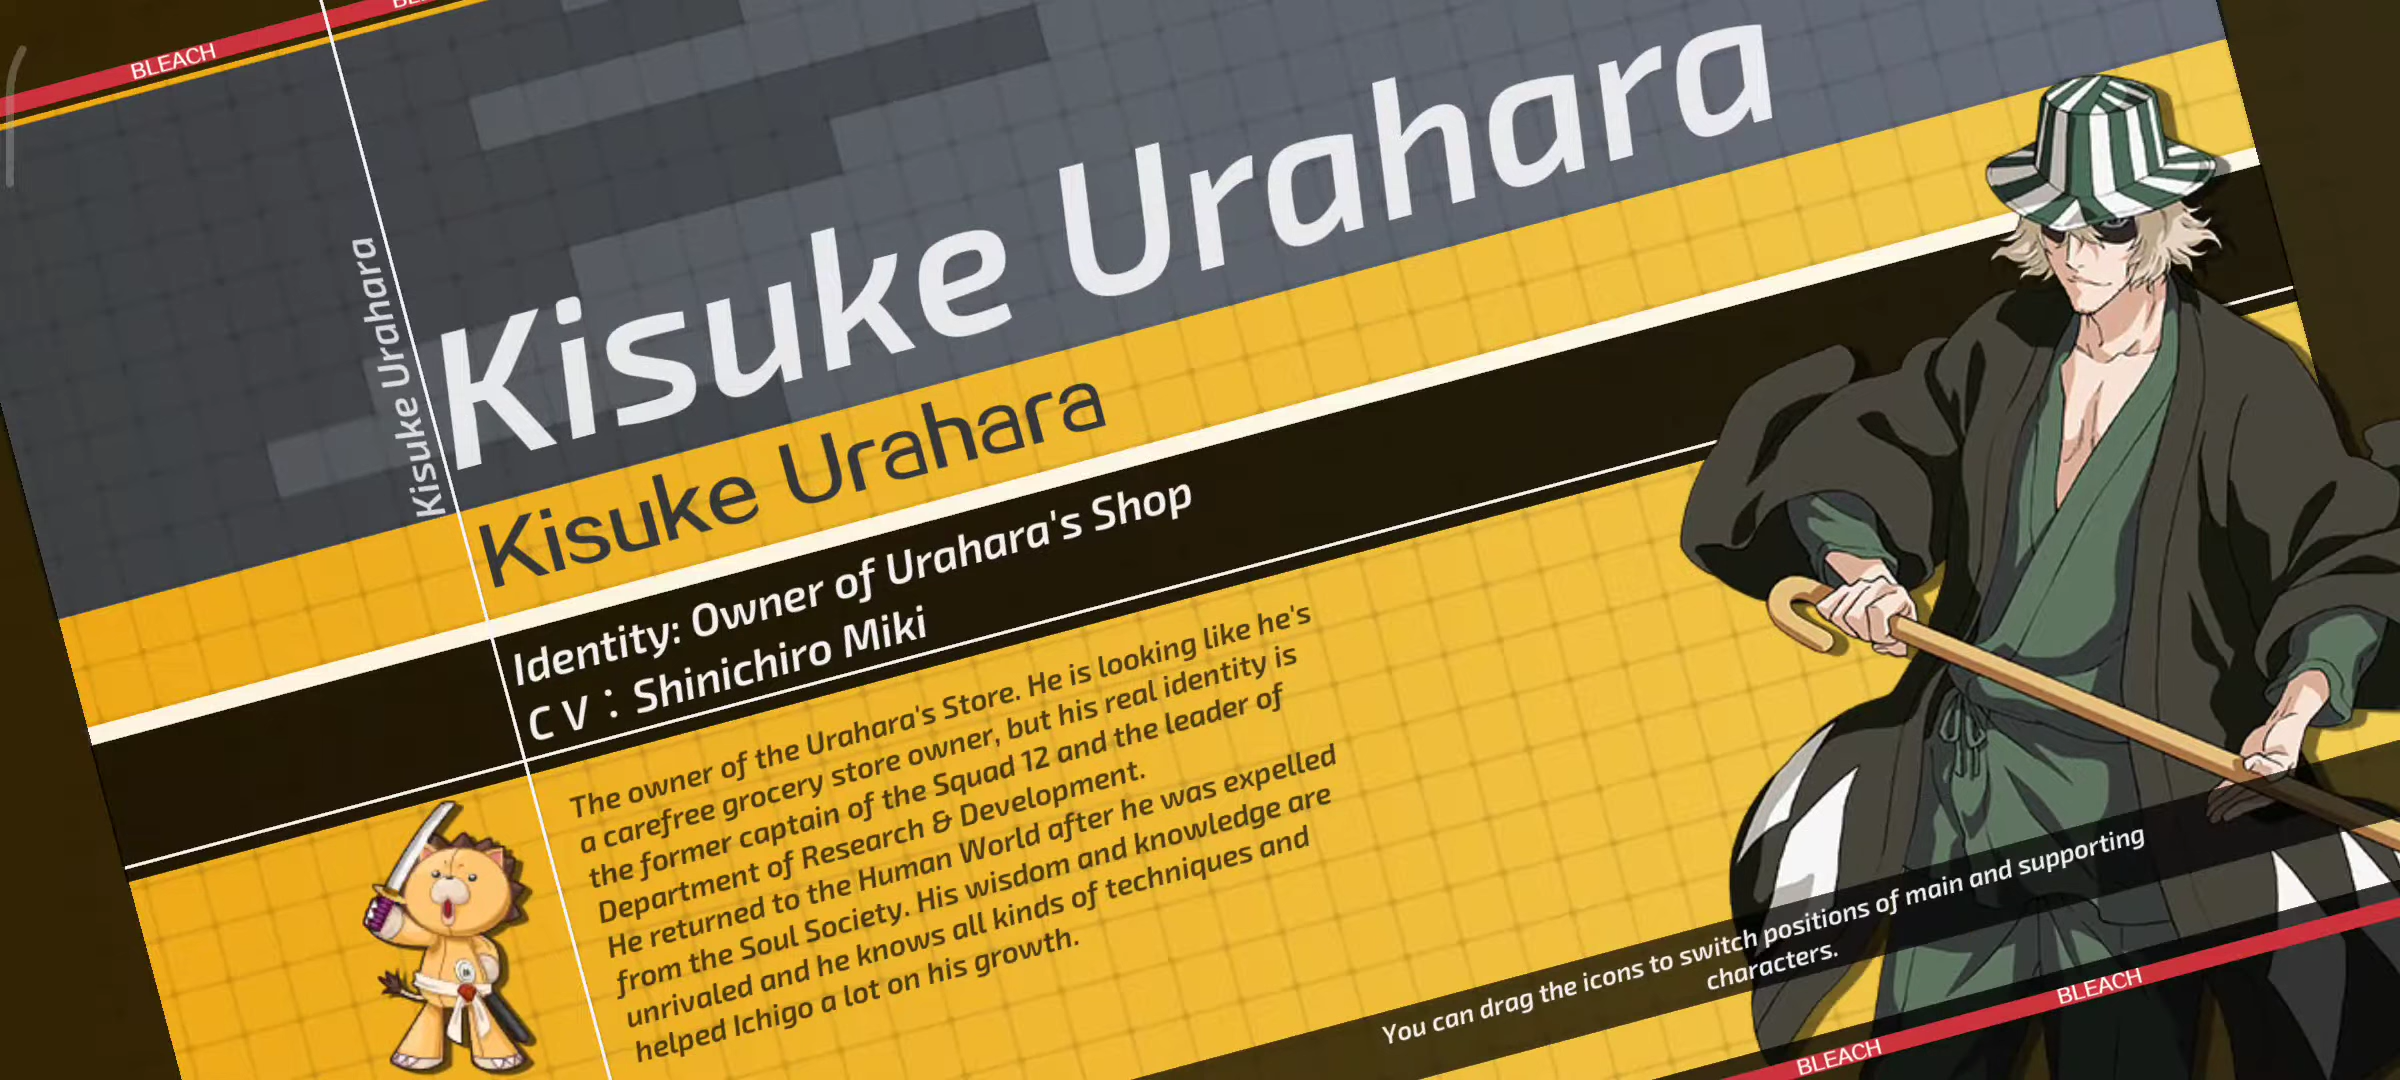 BLEACH
Kisuke Urahara
Kisuke Urahara
Kisuke Urahara
Identity: Owner of Urahara's Shop
C V : Shinichiro Miki
The owner of the Urahara's Store. He is looking like he's
a carefree grocery store owner, but his real identity is
the former captain of the Squad 12 and the leader of
Department of Research & Development.
He returned to the Human World after he was expelled
from the Soul Society. His wisdom and knowledge are
unrivaled and he knows all kinds of techniques and
helped Ichigo a lot on his growth.
You can drag the icons to switch positions of main and supporting
characters.
BLEACH
BLEACH